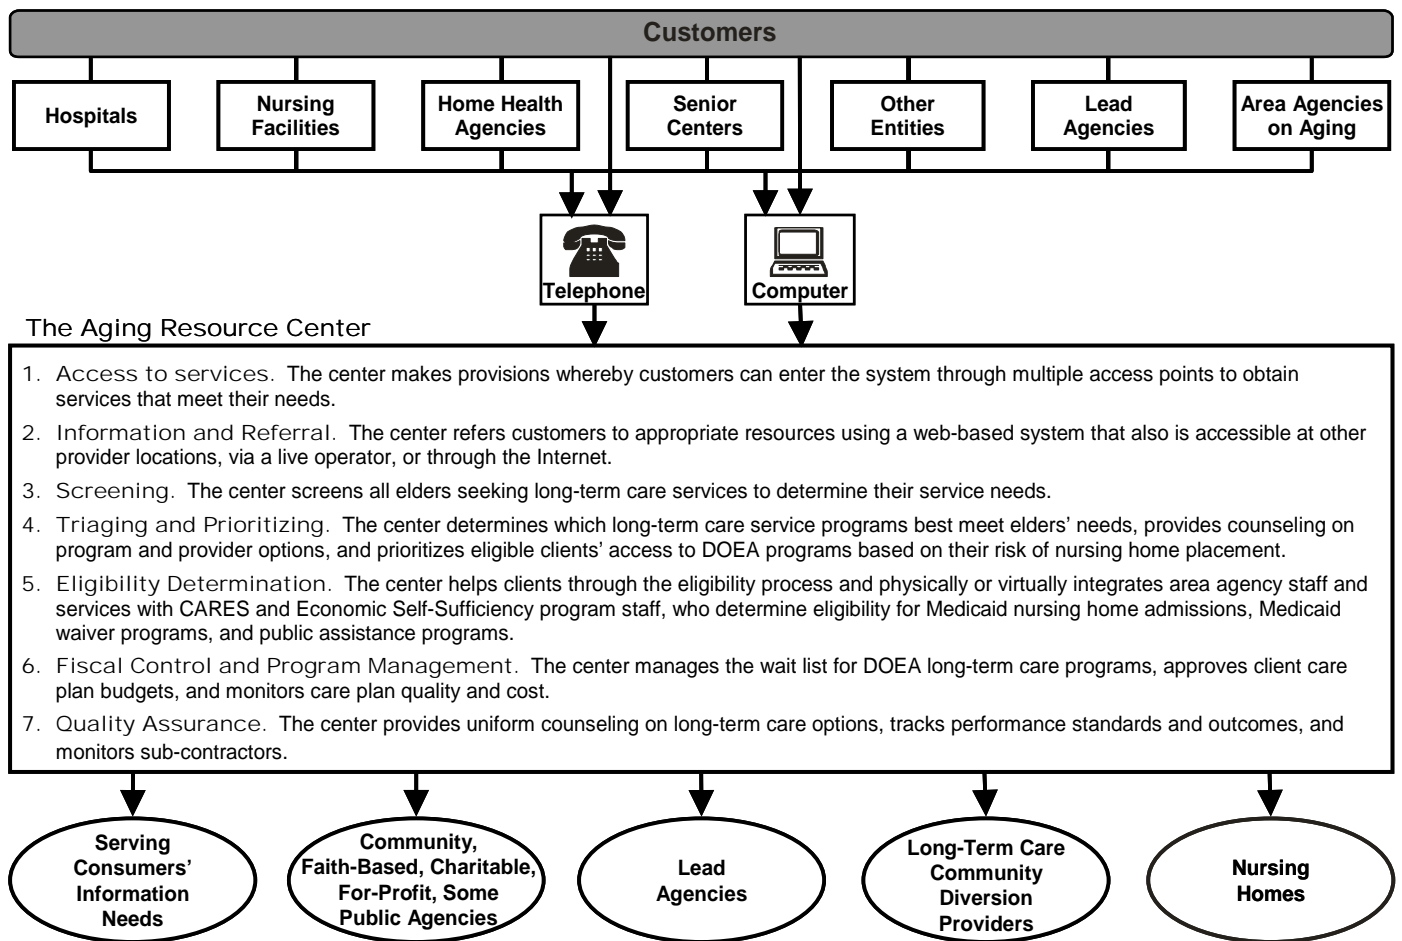 Customers
Hospitals
Nursing
Facilities
Home Health
Agencies
Senior
Centers
Other
Entities
Lead
Agencies
Area Agencies
on Aging
Telephone
Computer
The Aging Resource Center
1. Access to services. The center makes provisions whereby customers can enter the system through multiple access points to obtain
services that meet their needs.
2. Information and Referral. The center refers customers to appropriate resources using a web-based system that also is accessible at other
provider locations, via a live operator, or through the Internet.
3. Screening. The center screens all elders seeking long-term care services to determine their service needs.
4. Triaging and Prioritizing. The center determines which long-term care service programs best meet elders’ needs, provides counseling on
program and provider options, and prioritizes eligible clients’ access to DOEA programs based on their risk of nursing home placement.
5. Eligibility Determination. The center helps clients through the eligibility process and physically or virtually integrates area agency staff and
services with CARES and Economic Self-Sufficiency program staff, who determine eligibility for Medicaid nursing home admissions, Medicaid
waiver programs, and public assistance programs.
6. Fiscal Control and Program Management. The center manages the wait list for DOEA long-term care programs, approves client care
plan budgets, and monitors care plan quality and cost.
7. Quality Assurance. The center provides uniform counseling on long-term care options, tracks performance standards and outcomes, and
monitors sub-contractors.
Serving
Consumers’
Information
Needs
Community,
Faith-Based, Charitable,
For-Profit, Some
Public Agencies
Lead
Agencies
Long-Term Care
Community
Diversion
Providers
Nursing
Homes